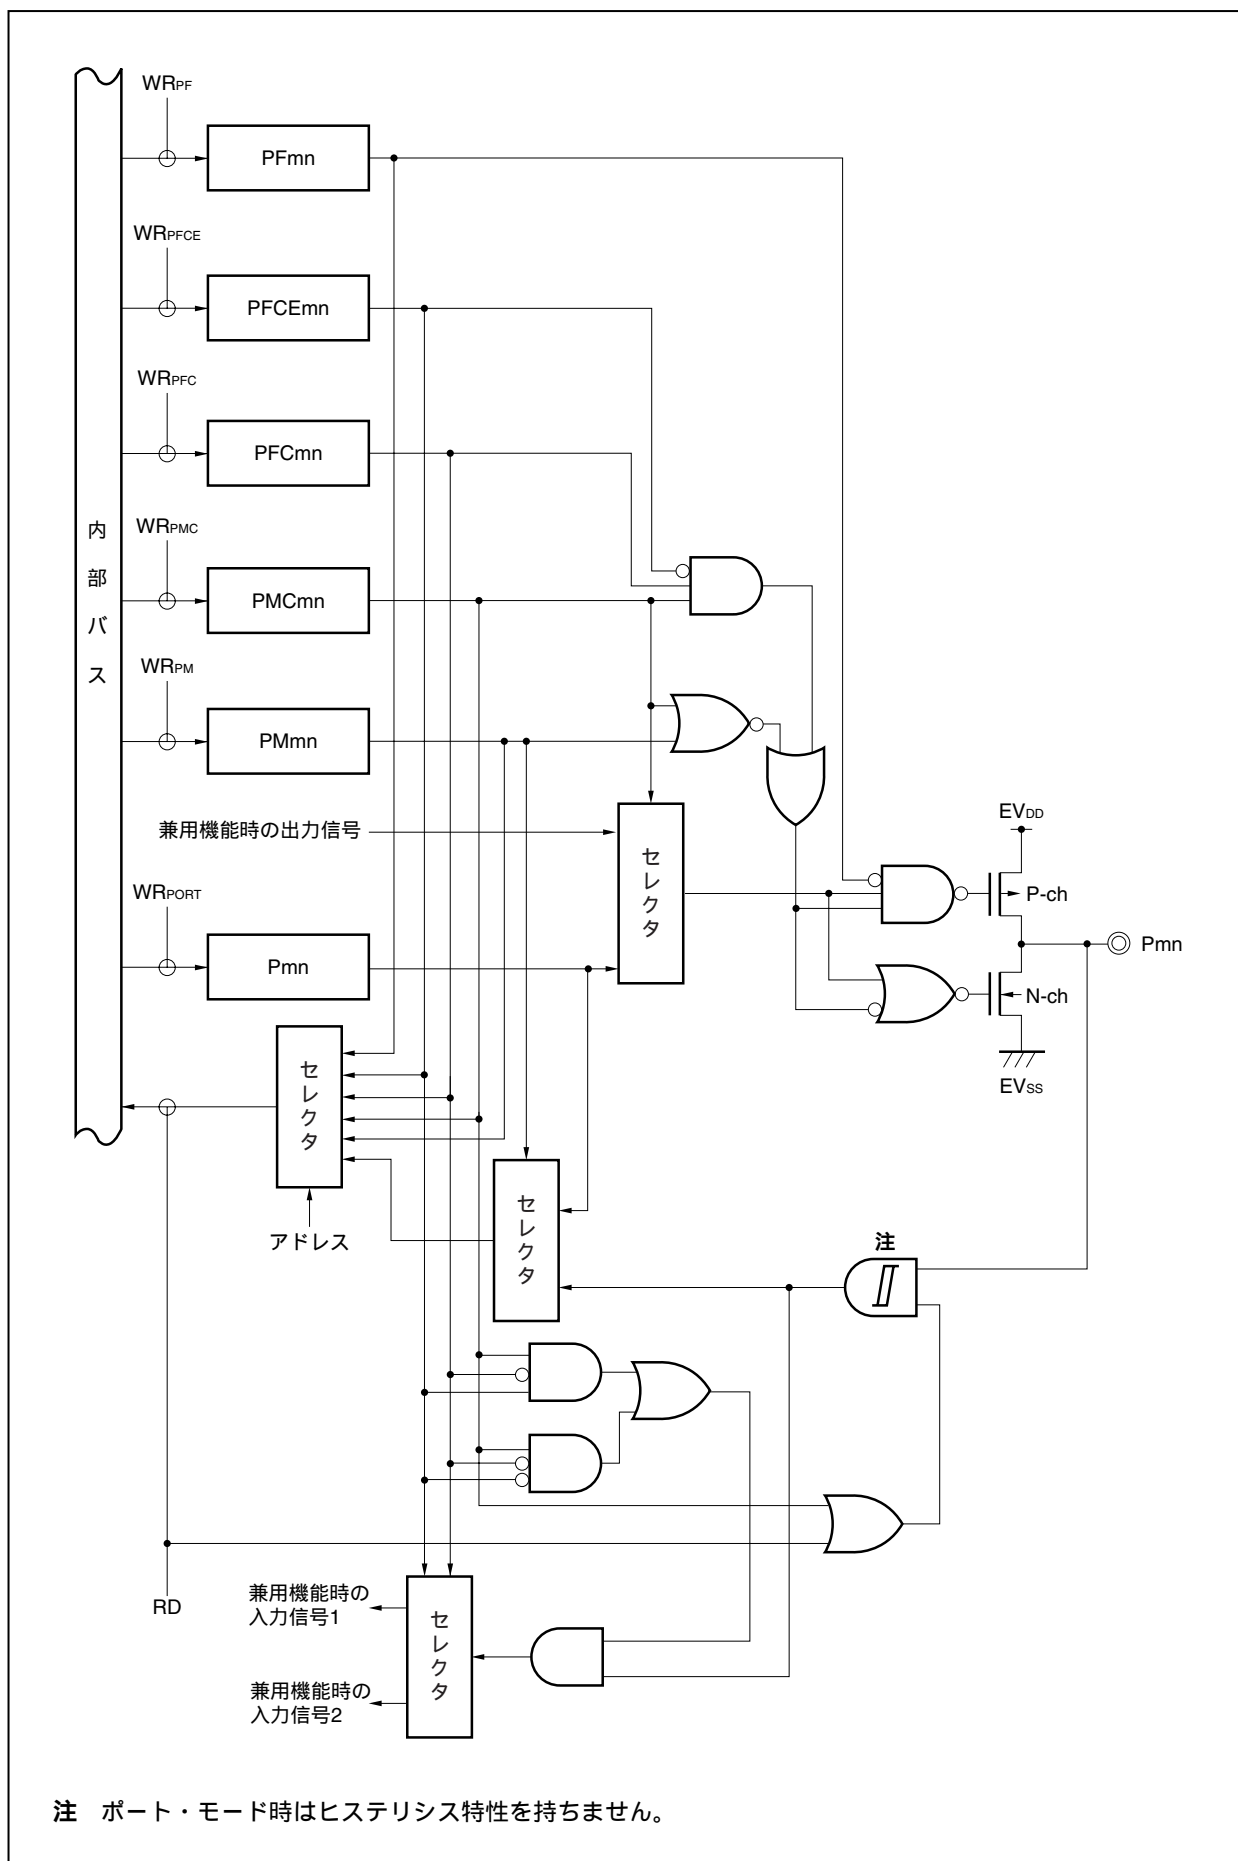 WRPF
PFmn
WRPFCE
PFCEmn
WRPFC
PFCmn
内部バス
WRPMC
PMCmn
WRPM
PMmn
兼用機能時の出力信号
セレクタ
EVDD
P-ch
WRPORT
Pmn
Pmn
N-ch
EVSS
セレクタ
アドレス
セレクタ
注
RD
兼用機能時の
入力信号1
セレクタ
兼用機能時の
入力信号2
注 ポート・モード時はヒステリシス特性を持ちません。